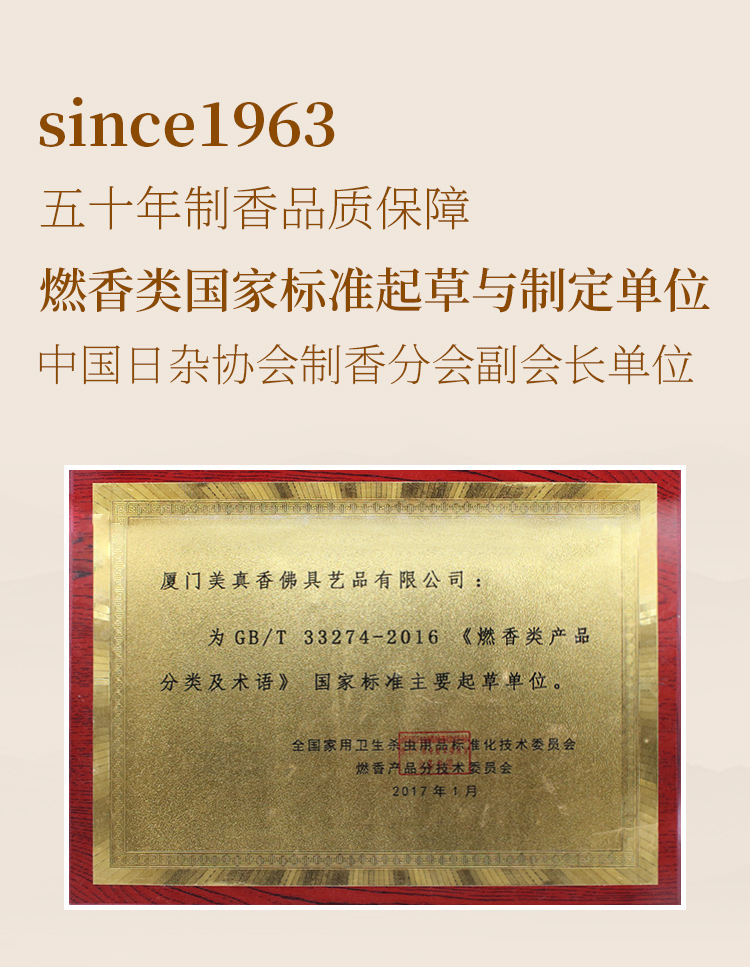 since1963
五十年制香品质保障
燃香类国家标准起草与制定单位
中国日杂协会制香分会副会长单位
厦门美真香佛具艺品有限公司：
为GB/T 33274-2016 《燃香类产品
分类及术语》 国家标准主要起草单位。
全国家用卫生杀虫用品标准化技术委员会
燃香产品分技术委员会
2017年1月